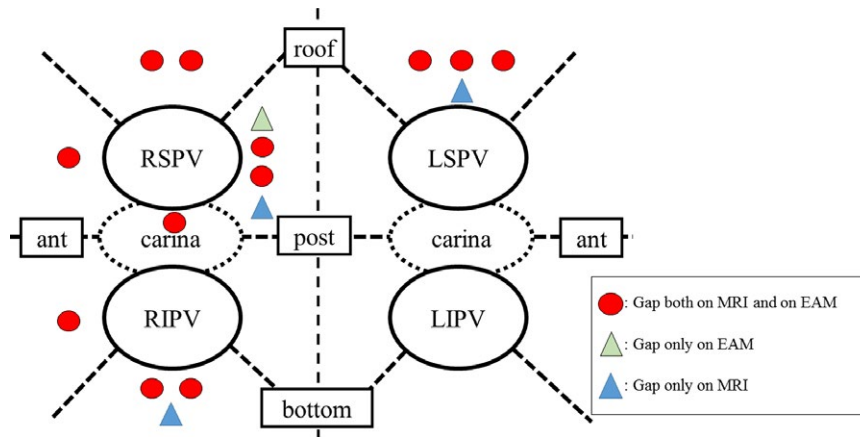 roof
RSPV
LSPV
ant
carina
post
carina
ant
RIPV
LIPV
bottom
: Gap both on MRI and on EAM
: Gap only on EAM
: Gap only on MRI